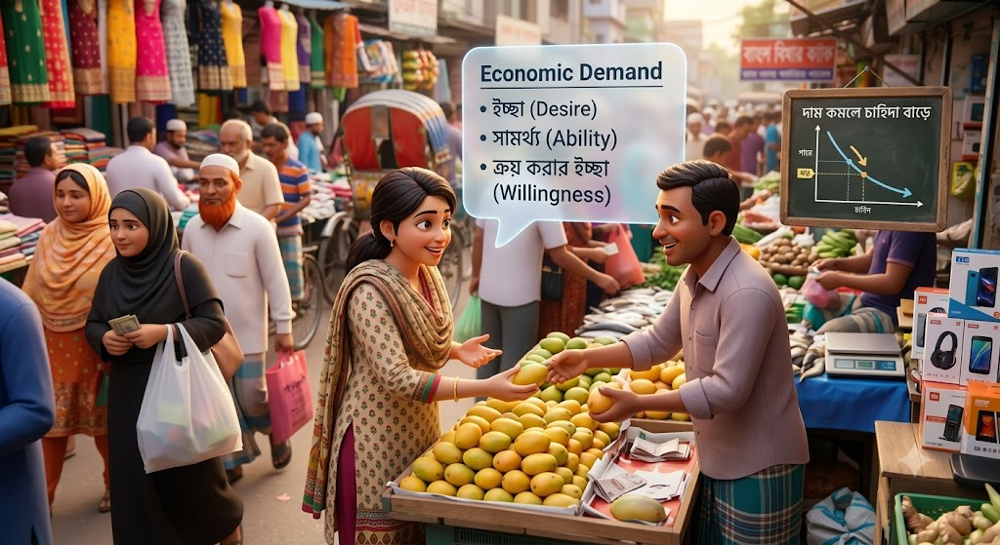 Economic Demand
• ইচ্ছা (Desire)
• সামর্থ্য (Ability)
• ক্রয় করার ইচ্ছা
(Willingness)
দাম কমলে চাহিদা বাড়ে